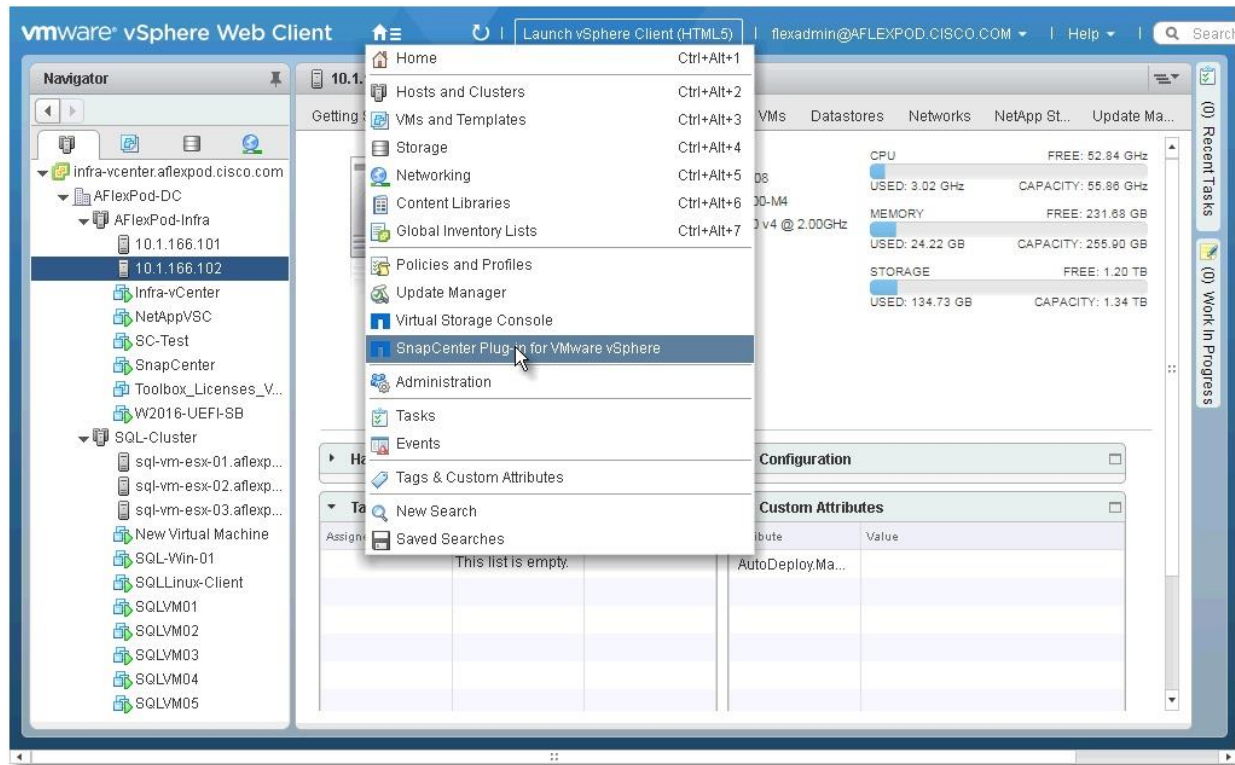 vmware® vSphere Web Client
Launch vSphere Client (HTML5)
flexadmin@AFLEXPOD.CISCO.COM
Help
Search
Navigator
infra-vcenter.aflexpod.cisco.com
AFlexPod-DC
AFlexPod-Infra
10.1.166.101
10.1.166.102
Infra-vCenter
NetAppVSC
SC-Test
SnapCenter
Toolbox_Licenses_V...
W2016-UEFI-SB
SQL-Cluster
sql-vm-esx-01.aflexp...
sql-vm-esx-02.aflexp...
sql-vm-esx-03.aflexp...
New Virtual Machine
SQL-Win-01
SQLLinux-Client
SQLVM01
SQLVM02
SQLVM03
SQLVM04
SQLVM05
Home Ctrl+Alt+1
Hosts and Clusters Ctrl+Alt+2
VMs and Templates Ctrl+Alt+3
Storage Ctrl+Alt+4
Networking Ctrl+Alt+5
Content Libraries Ctrl+Alt+6
Global Inventory Lists Ctrl+Alt+7
Policies and Profiles
Update Manager
Virtual Storage Console
SnapCenter Plug-in for VMware vSphere
Administration
Tasks
Events
Tags & Custom Attributes
New Search
Saved Searches
10.1.
Getting
VMs Datastores Networks NetApp St... Update Ma...
08
00-M4
v4 @ 2.00GHz
CPU FREE: 52.84 GHz
USED: 3.02 GHz CAPACITY: 55.86 GHz
MEMORY FREE: 231.68 GB
USED: 24.22 GB CAPACITY: 255.90 GB
STORAGE FREE: 1.20 TB
USED: 134.73 GB CAPACITY: 1.34 TB
Ha
Configuration
Ta
Assign
This list is empty.
Custom Attributes
ibute Value
AutoDeploy.Ma...
(0) Recent Tasks
(0) Work In Progress